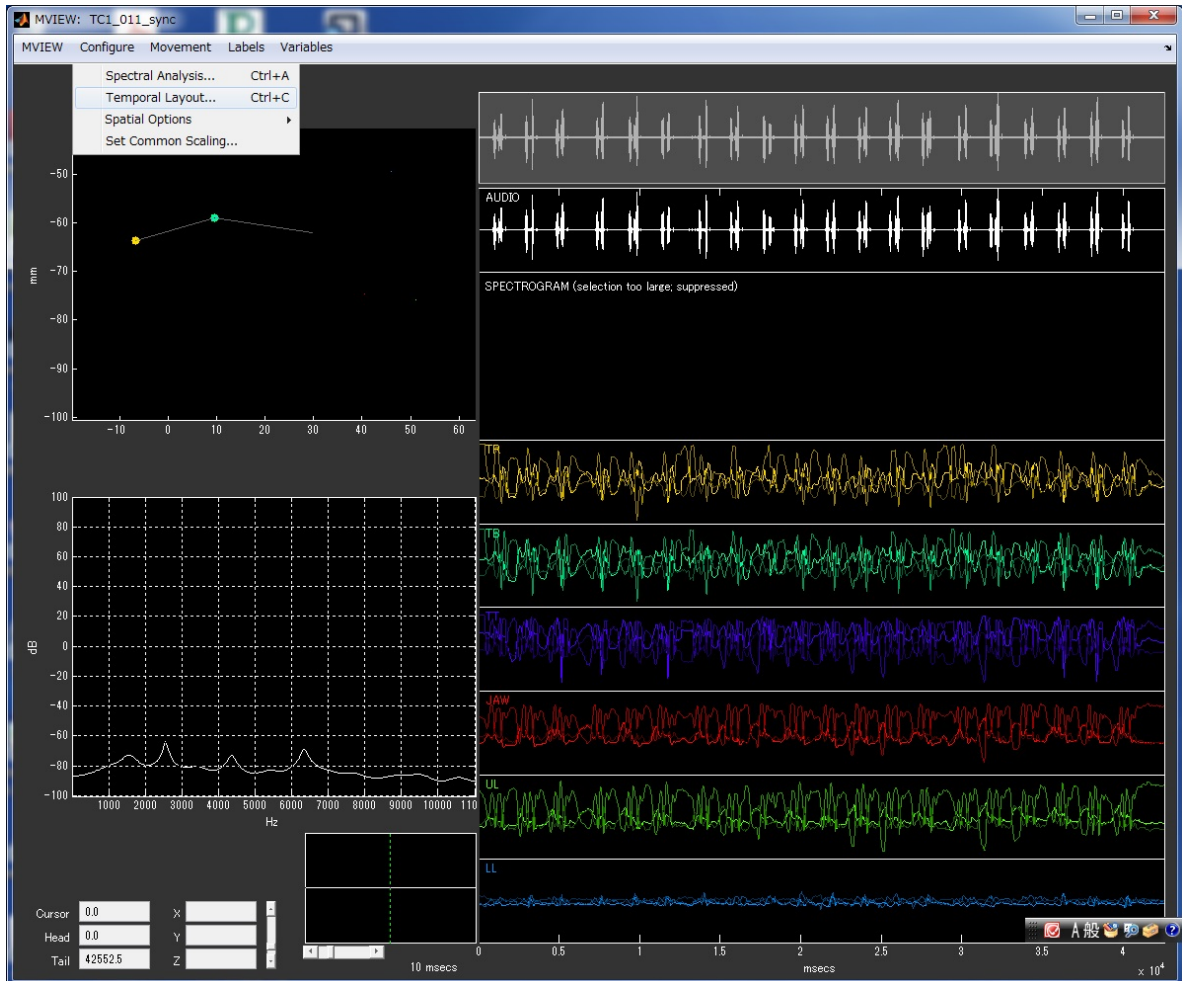 MVIEW: TC1_011_sync
MVIEW Configure Movement Labels Variables
Spectral Analysis... Ctrl+A
Temporal Layout... Ctrl+C
Spatial Options
Set Common Scaling...
-50
-60
mm
-70
-80
-90
-100
-10 0 10 20 30 40 50 60
AUDIO
SPECTROGRAM (selection too large; suppressed)
TR
TB
TT
JAW
UL
LL
100
80
60
40
20
dB
0
-20
-40
-60
-80
-100
1000 2000 3000 4000 5000 6000 7000 8000 9000 10000 110
Hz
Cursor 0.0 X
Head 0.0 Y
Tail 42552.5 Z
10 msecs
A 般
0 0.5 1 1.5 2 2.5 3 3.5 4
msecs
x 10⁴